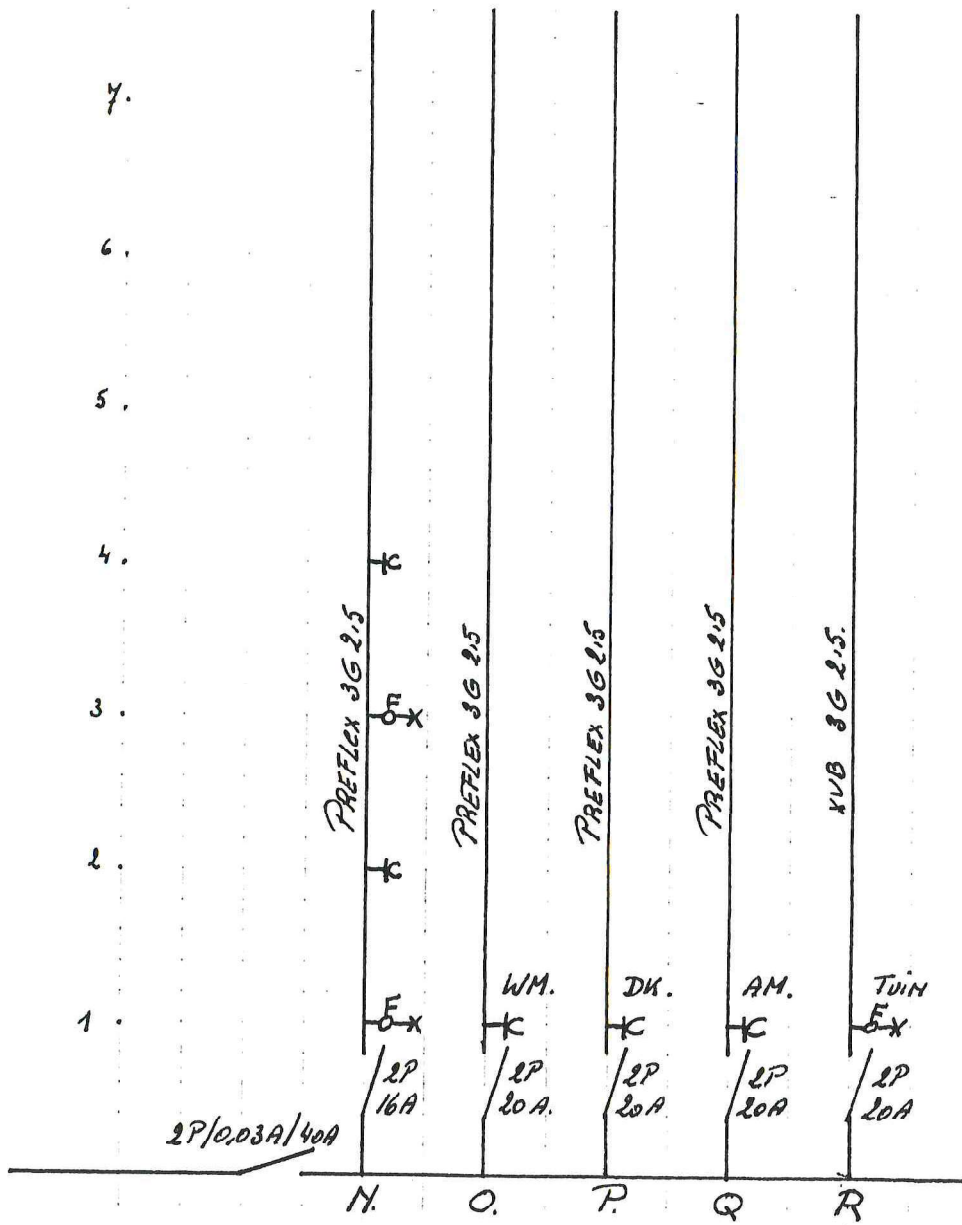 7.
6.
5.
4.
3.
2.
1.
PREFLEX 3G 2,5
PREFLEX 3G 2,5
PREFLEX 3G 2,5
PREFLEX 3G 2,5
XVB 3G 2,5.
E
E
WM.
DK.
AM.
TUIN
E
2P
16A
2P
20A.
2P
20A
2P
20A
2P
20A
2P/0,03A/40A
N.
O.
P.
Q
R